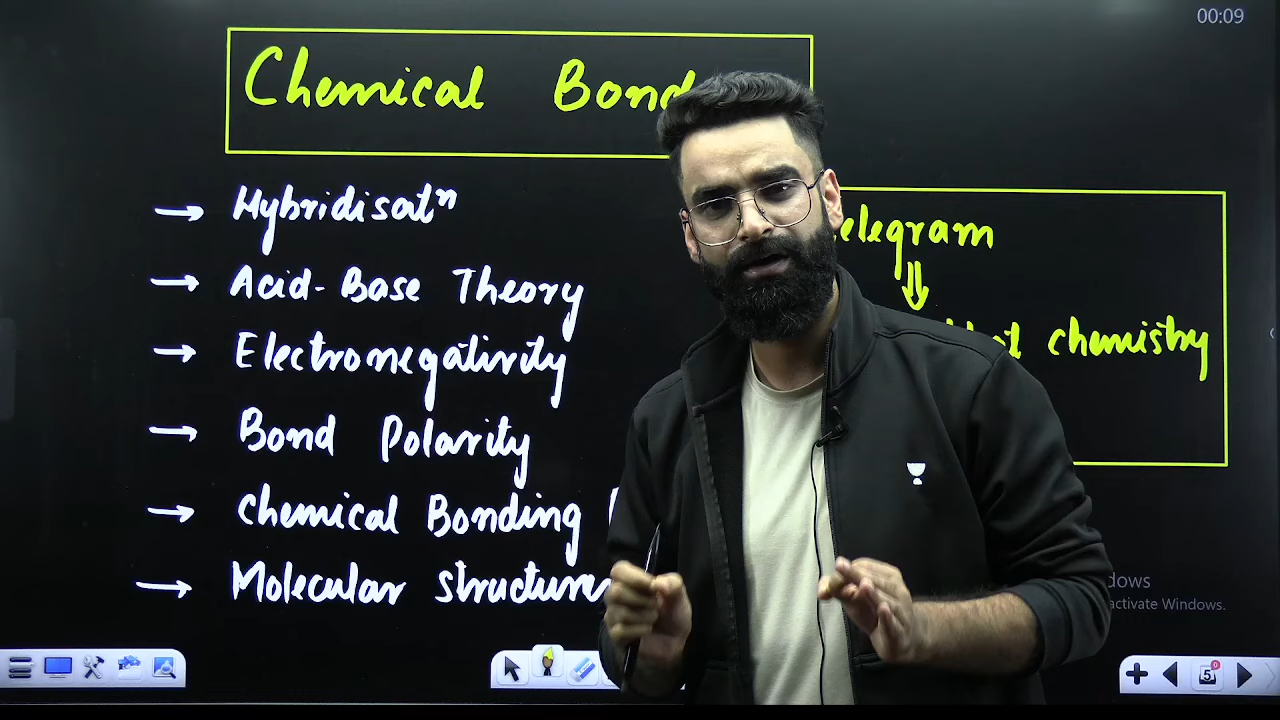 00:09
Chemical Bond
→ Hybridisatⁿ
→ Acid-Base Theory
→ Electronegativity
→ Bond Polarity
→ Chemical Bonding
→ Molecular structure
elegram
⇓
chemistry
dows
activate Windows.
5
0